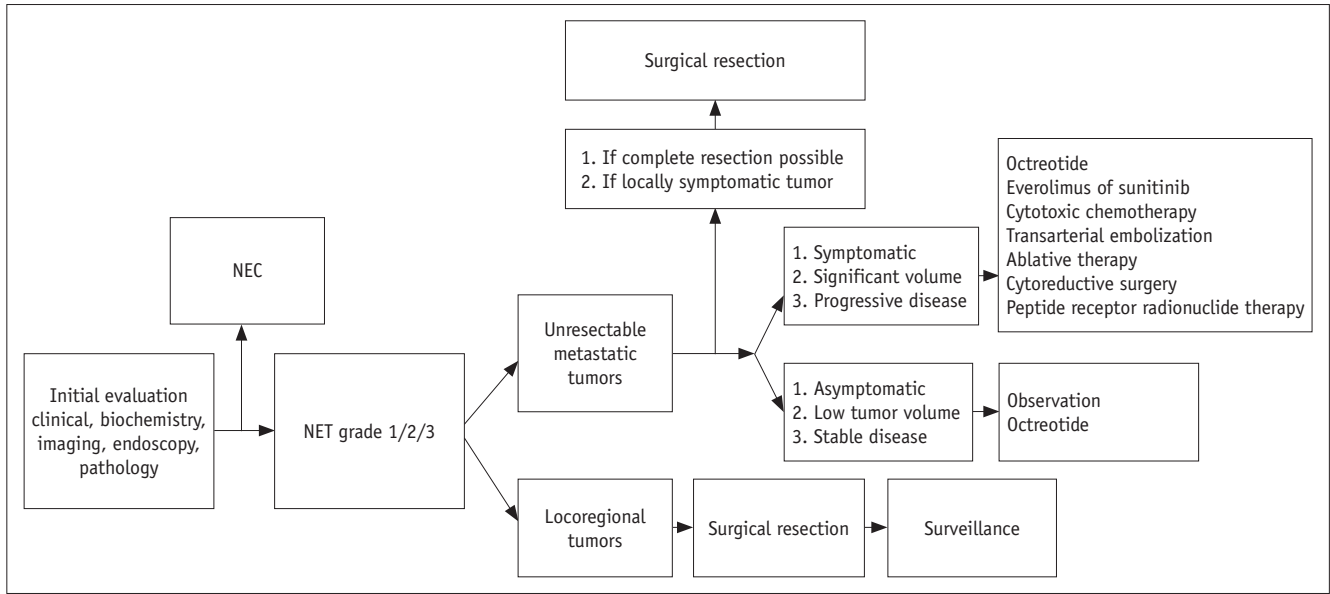 Surgical resection
1. If complete resection possible
2. If locally symptomatic tumor
Octreotide
Everolimus of sunitinib
Cytotoxic chemotherapy
Transarterial embolization
Ablative therapy
Cytoreductive surgery
Peptide receptor radionuclide therapy
NEC
1. Symptomatic
2. Significant volume
3. Progressive disease
Unresectable
metastatic
tumors
Initial evaluation
clinical, biochemistry,
imaging, endoscopy,
pathology
NET grade 1/2/3
1. Asymptomatic
2. Low tumor volume
3. Stable disease
Observation
Octreotide
Locoregional
tumors
Surgical resection
Surveillance